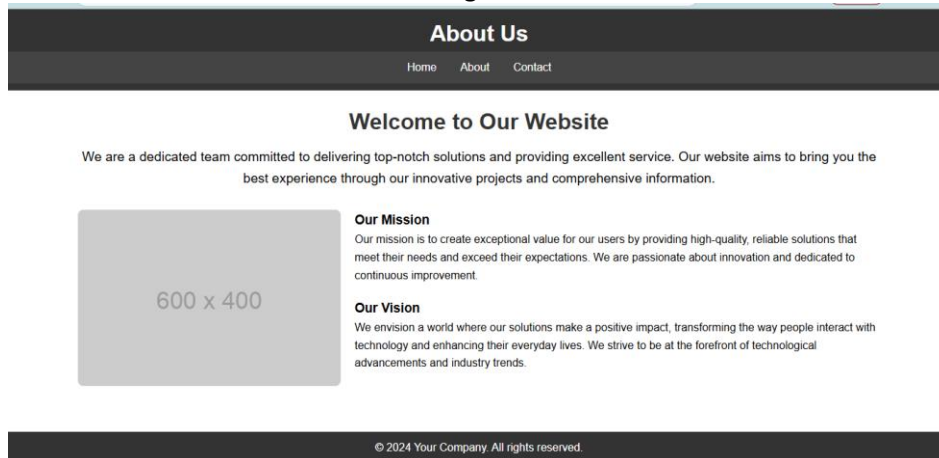 About Us
Home About Contact
Welcome to Our Website
We are a dedicated team committed to delivering top-notch solutions and providing excellent service. Our website aims to bring you the
best experience through our innovative projects and comprehensive information.
600 x 400
Our Mission
Our mission is to create exceptional value for our users by providing high-quality, reliable solutions that
meet their needs and exceed their expectations. We are passionate about innovation and dedicated to
continuous improvement.
Our Vision
We envision a world where our solutions make a positive impact, transforming the way people interact with
technology and enhancing their everyday lives. We strive to be at the forefront of technological
advancements and industry trends.
© 2024 Your Company. All rights reserved.